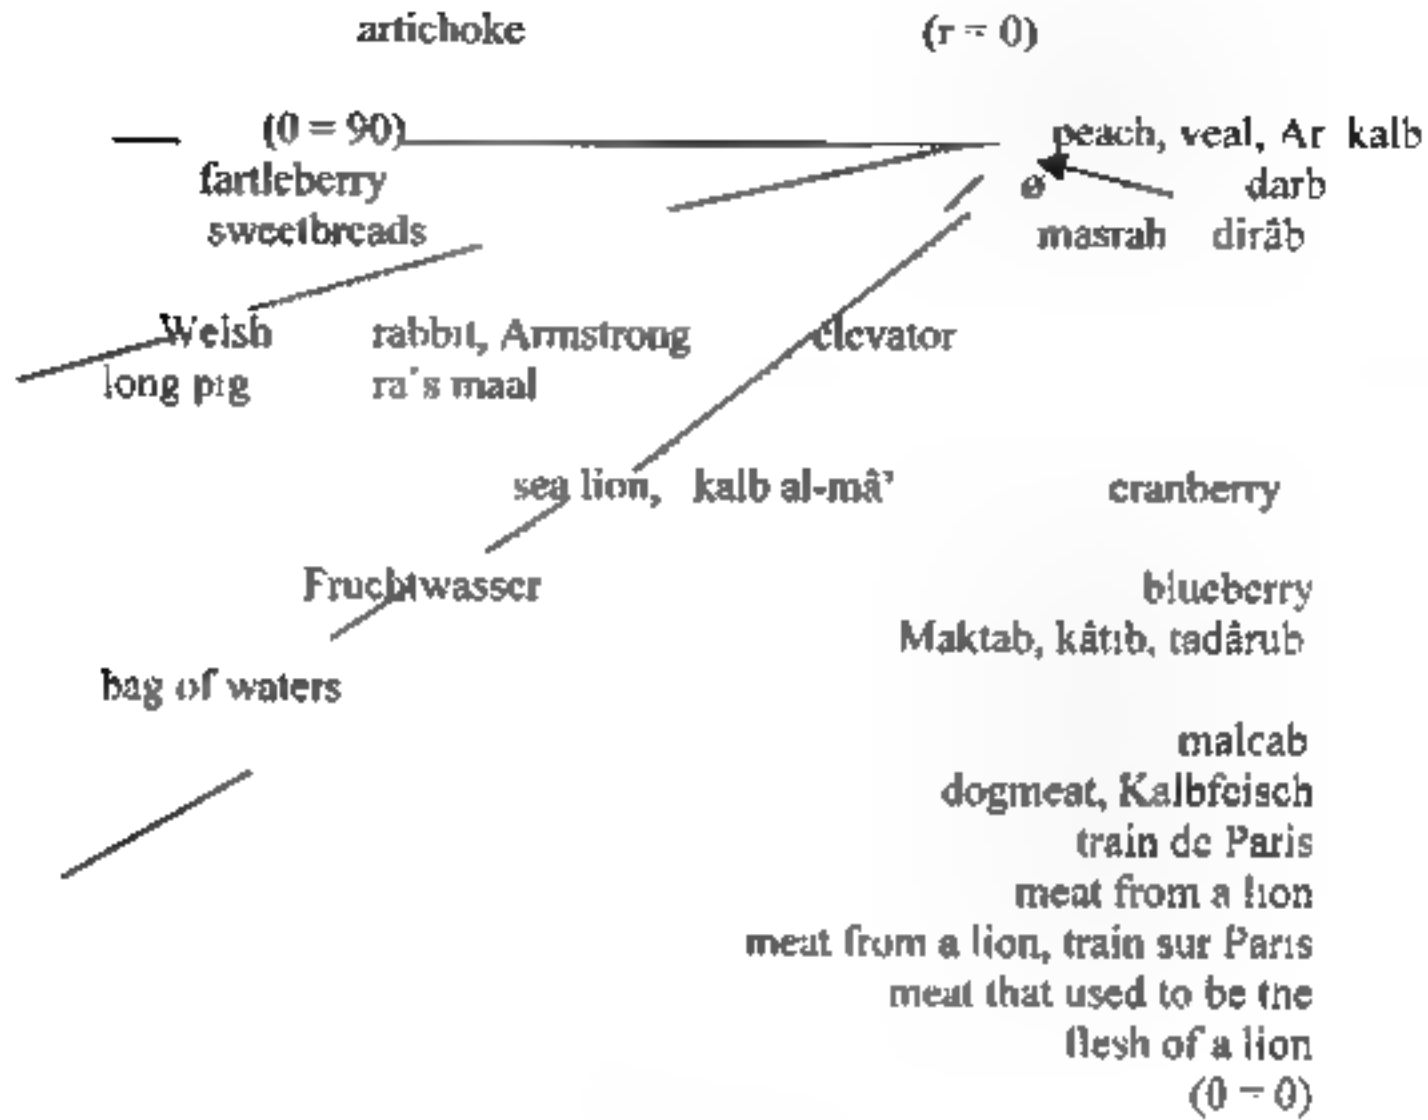 artichoke (r = 0)
(0 = 90) peach, veal, Ar kalb
fartleberry ø darb
sweetbreads masrah dirâb
Welsh rabbit, Armstrong elevator
long pig ra's maal
sea lion, kalb al-mâ’ cranberry
Fruchtwasser blueberry
Maktab, kâtib, tadârub
bag of waters
malcab
dogmeat, Kalbfeisch
train de Paris
meat from a lion
meat from a lion, train sur Paris
meat that used to be the
flesh of a lion
(0 = 0)